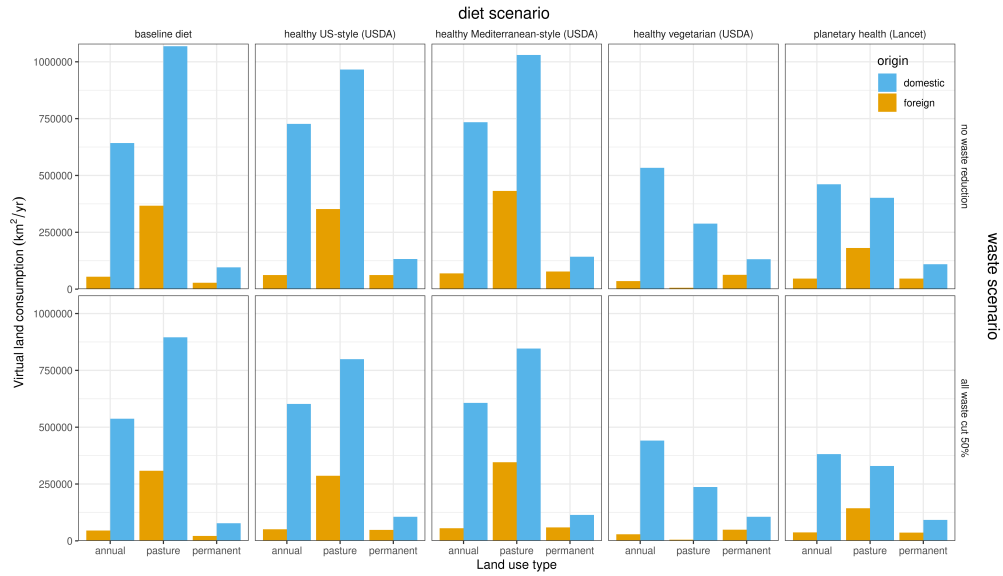 diet scenario
baseline diet
healthy US-style (USDA)
healthy Mediterranean-style (USDA)
healthy vegetarian (USDA)
planetary health (Lancet)
origin
domestic
foreign
1000000
750000
500000
250000
0
no waste reduction
Virtual land consumption (km²/yr)
waste scenario
1000000
750000
500000
250000
0
all waste cut 50%
annual pasture permanent
annual pasture permanent
annual pasture permanent
annual pasture permanent
annual pasture permanent
Land use type